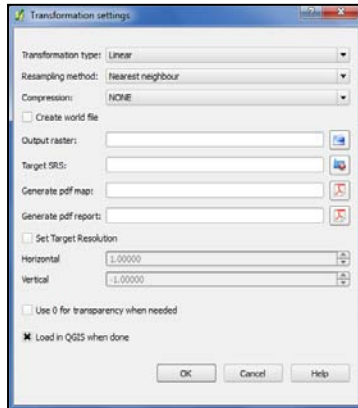 Transformation settings
Transformation type: Linear
Resampling method: Nearest neighbour
Compression: NONE
Create world file
Output raster:
Target SRS:
Generate pdf map:
Generate pdf report:
Set Target Resolution
Horizontal 1.00000
Vertical -1.00000
Use 0 for transparency when needed
Load in QGIS when done
OK Cancel Help